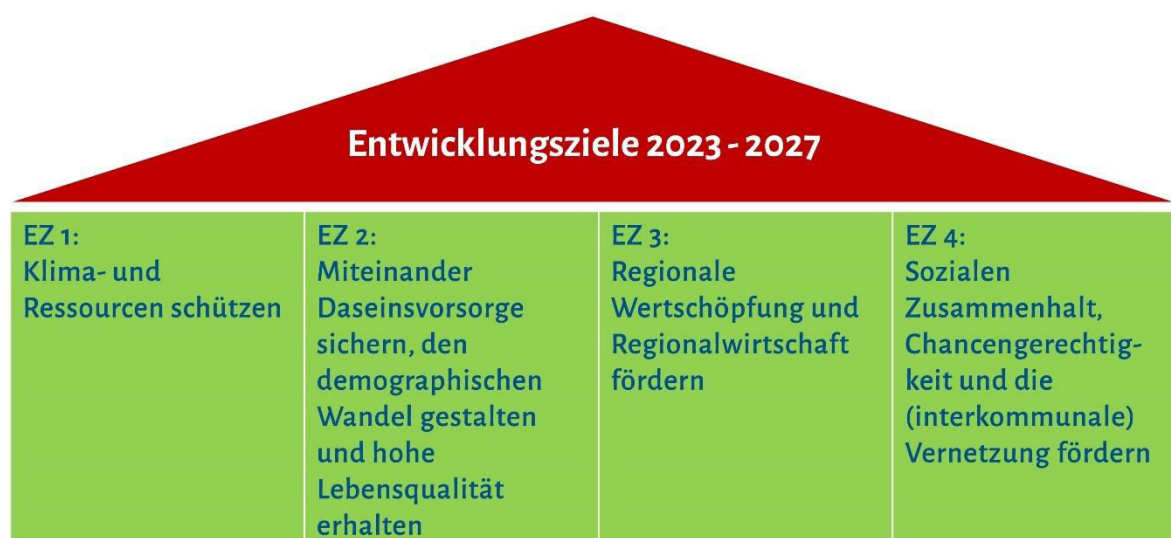 Entwicklungsziele 2023 - 2027
EZ 1:
Klima- und
Ressourcen schützen
EZ 2:
Miteinander
Daseinsvorsorge
sichern, den
demographischen
Wandel gestalten
und hohe
Lebensqualität
erhalten
EZ 3:
Regionale
Wertschöpfung und
Regionalwirtschaft
fördern
EZ 4:
Sozialen
Zusammenhalt,
Chancengerechtig-
keit und die
(interkommunale)
Vernetzung fördern